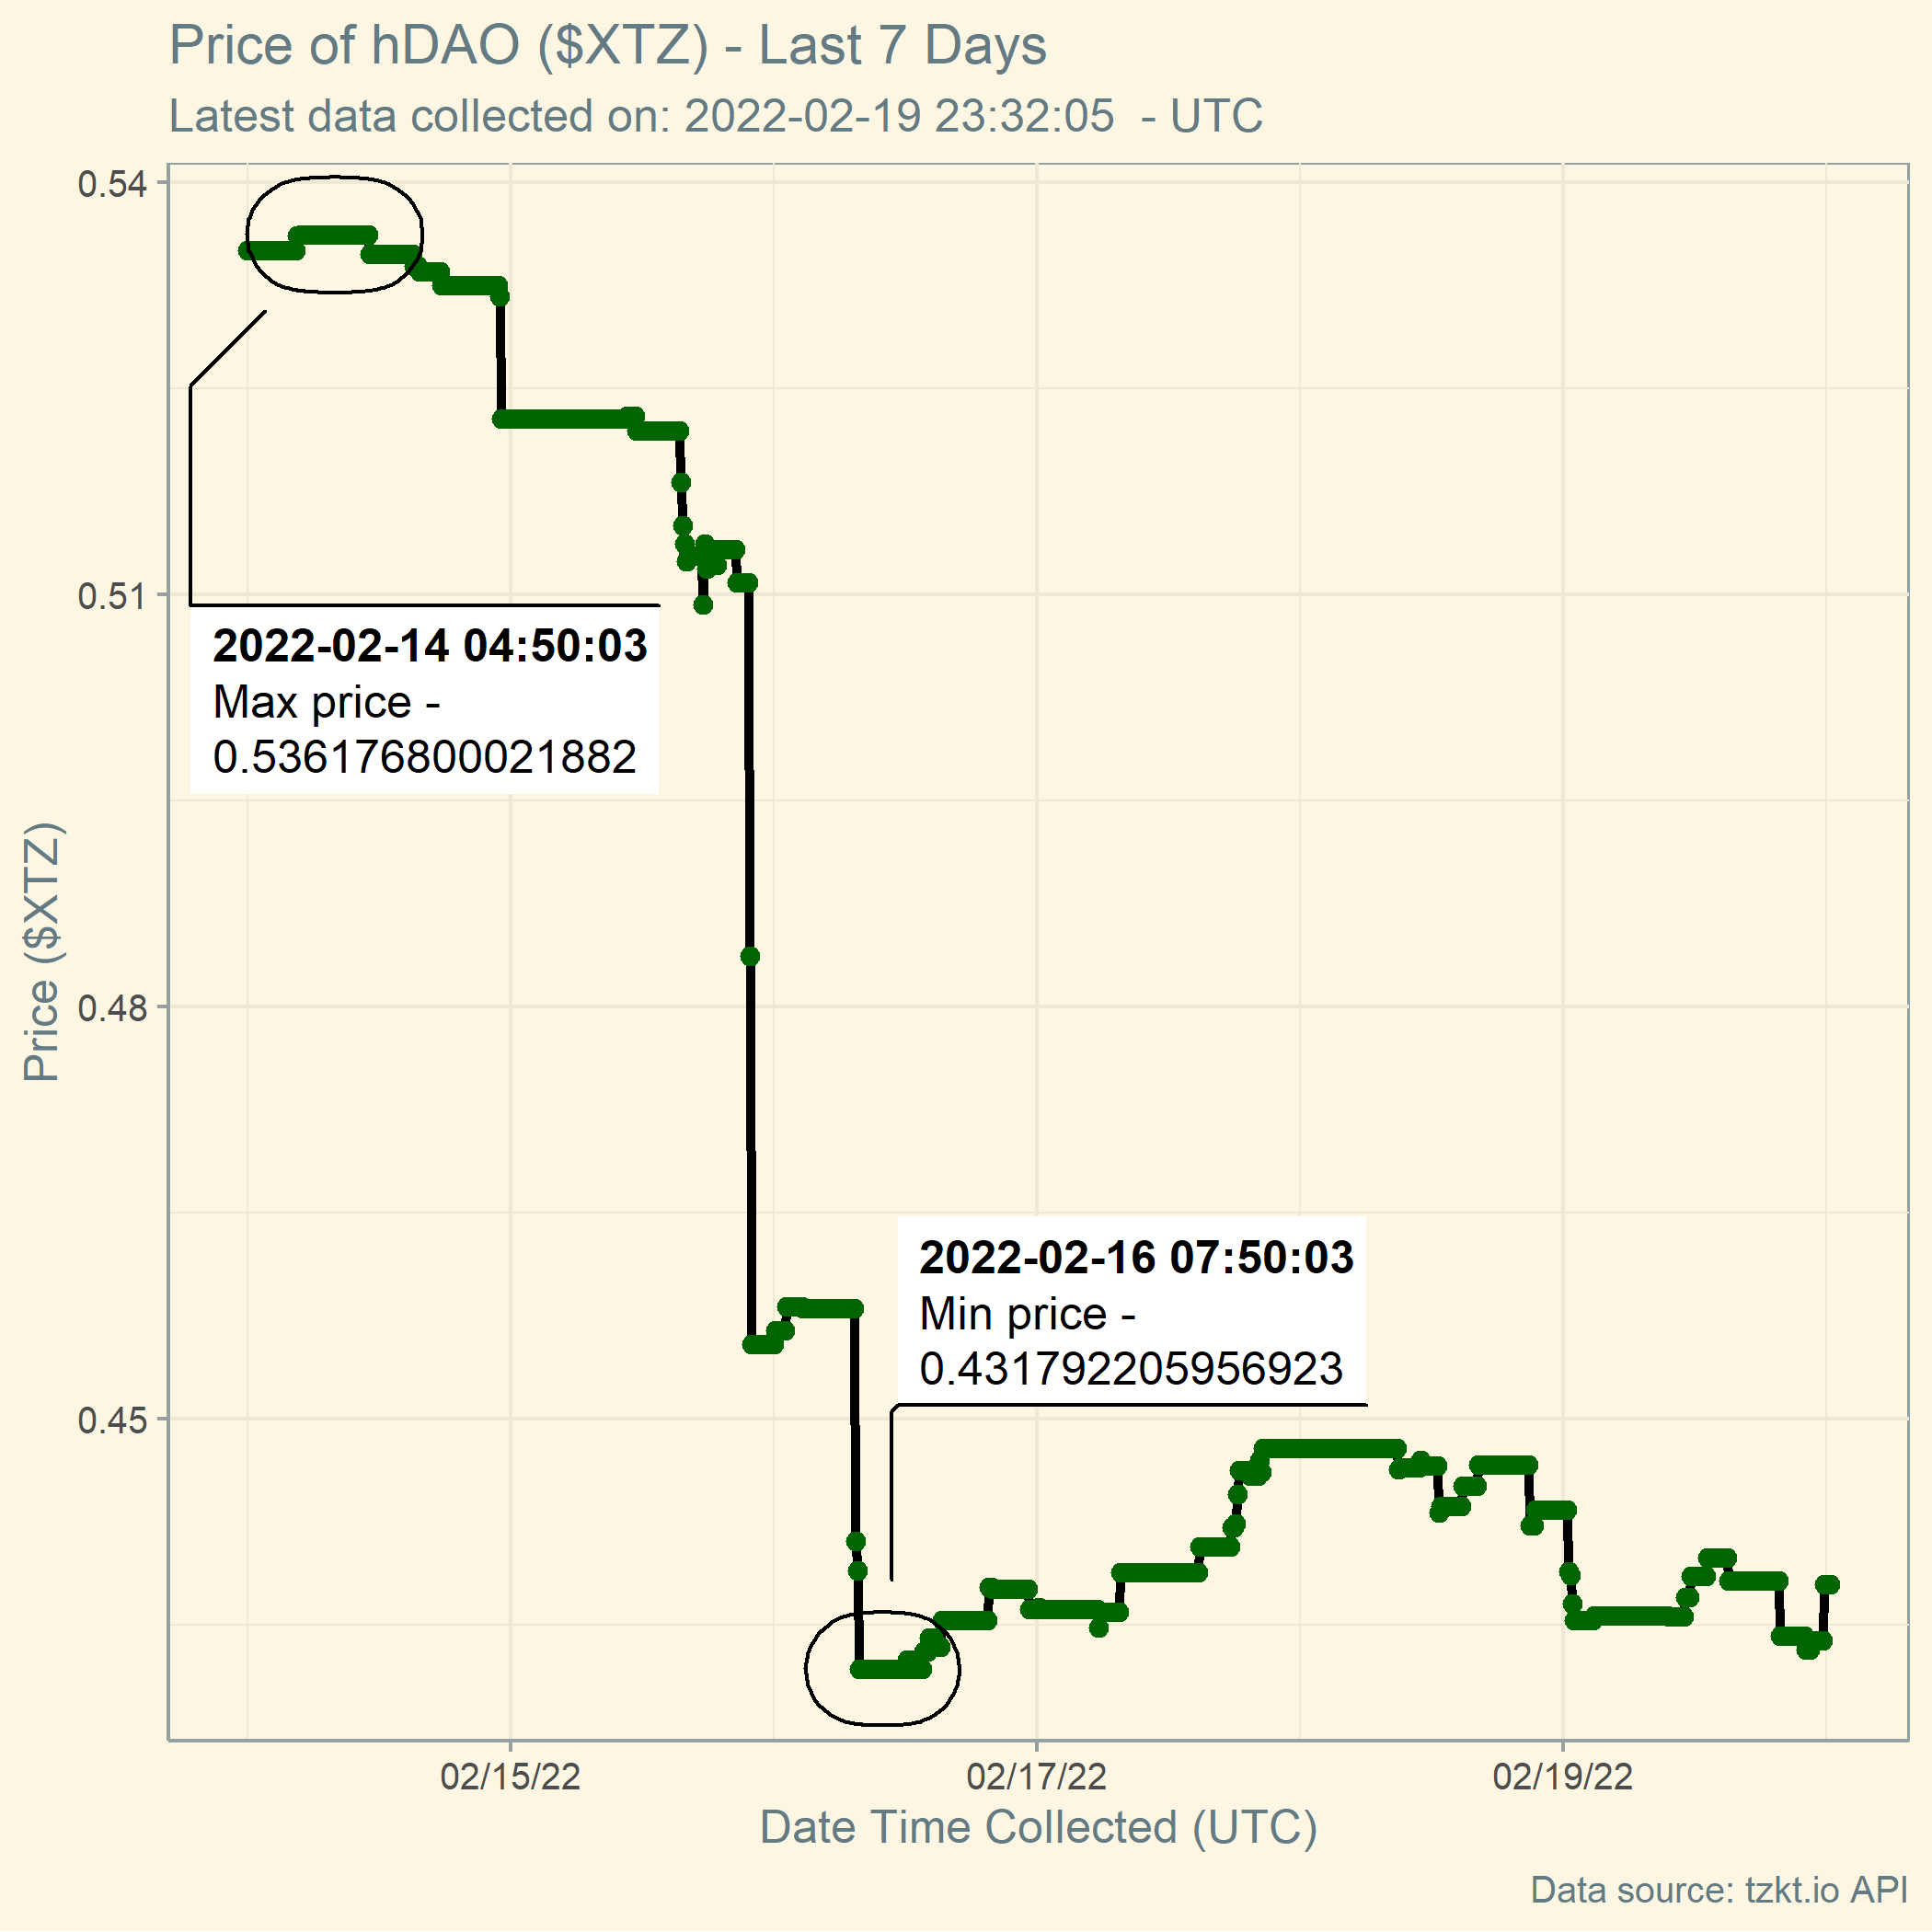 Price of hDAO ($XTZ) - Last 7 Days
Latest data collected on: 2022-02-19 23:32:05  - UTC
0.54
0.51
0.48
0.45
Price ($XTZ)
2022-02-14 04:50:03
Max price -
0.536176800021882
2022-02-16 07:50:03
Min price -
0.431792205956923
02/15/22
02/17/22
02/19/22
Date Time Collected (UTC)
Data source: tzkt.io API